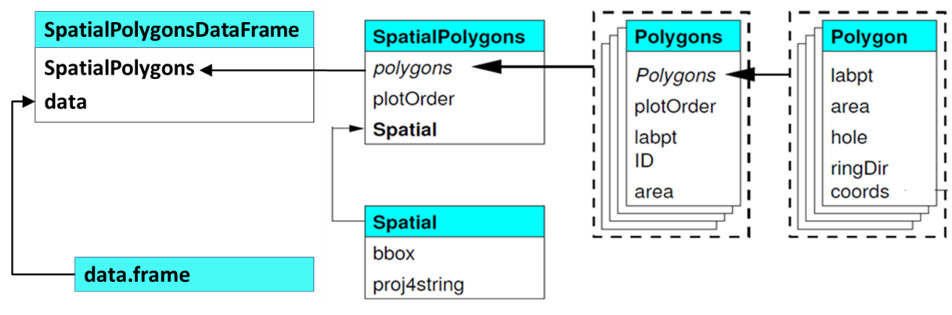 SpatialPolygonsDataFrame
SpatialPolygons
data
data.frame
SpatialPolygons
polygons
plotOrder
Spatial
Spatial
bbox
proj4string
Polygons
Polygons
plotOrder
labpt
ID
area
Polygon
labpt
area
hole
ringDir
coords